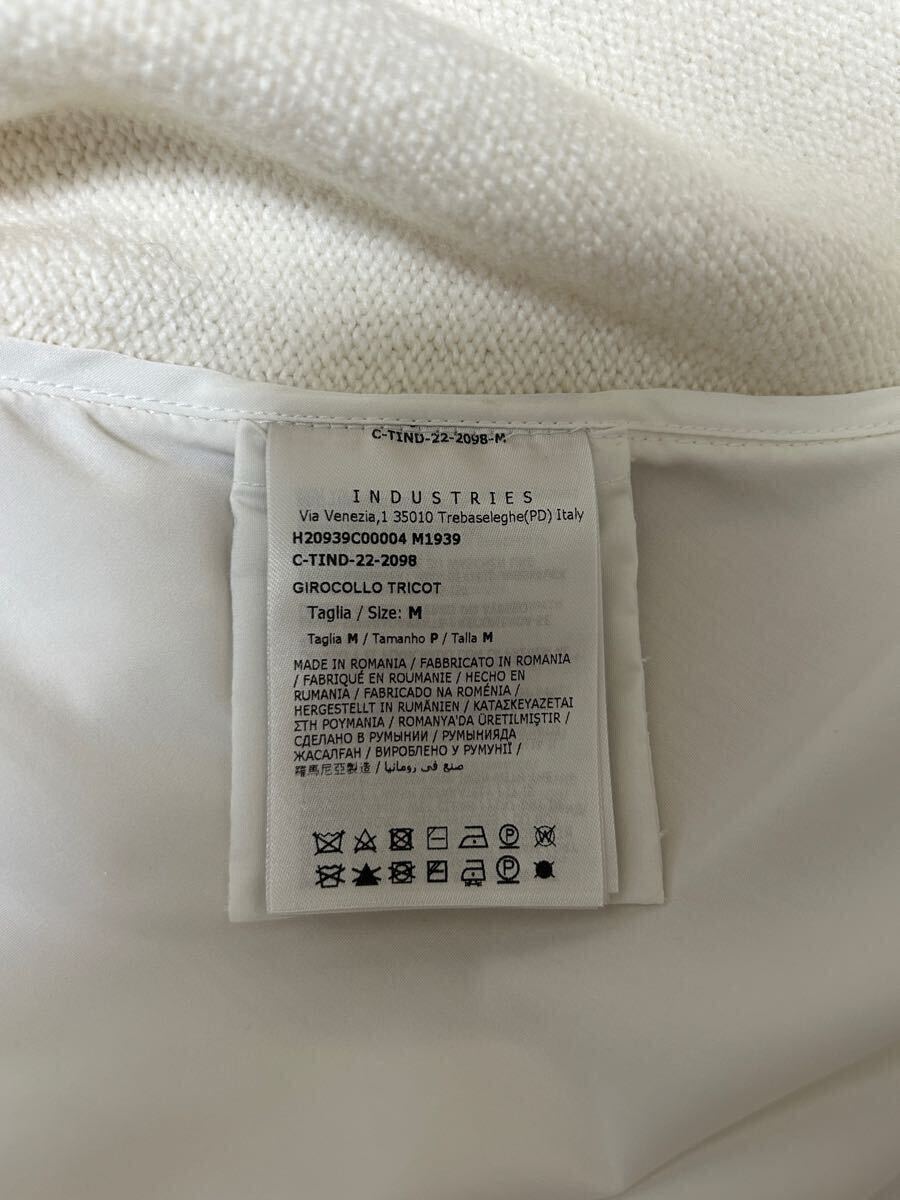 C-TIND-22-2098-M
INDUSTRIES
Via Venezia,1 35010 Trebaseleghe(PD) Italy
H20939C00004 M1939
C-TIND-22-2098
GIROCOLLO TRICOT
Taglia / Size: M
Taglia M / Tamanho P / Talla M
MADE IN ROMANIA / FABBRICATO IN ROMANIA
/ FABRIQUÉ EN ROUMANIE / HECHO EN
RUMANIA / FABRICADO NA ROMÉNIA /
HERGESTELLT IN RUMÄNIEN / ΚΑΤΑΣΚΕΥΑΖΕΤΑΙ
ΣΤΗ ΡΟΥΜΑΝΙΑ / ROMANYA'DA ÜRETILMIŞTIR /
СДЕЛАНО В РУМЫНИИ / РУМЫНИЯДА
ЖАСАЛҒАН / ВИРОБЛЕНО У РУМУНІЇ /
羅馬尼亞製造 / صنع في رومانيا